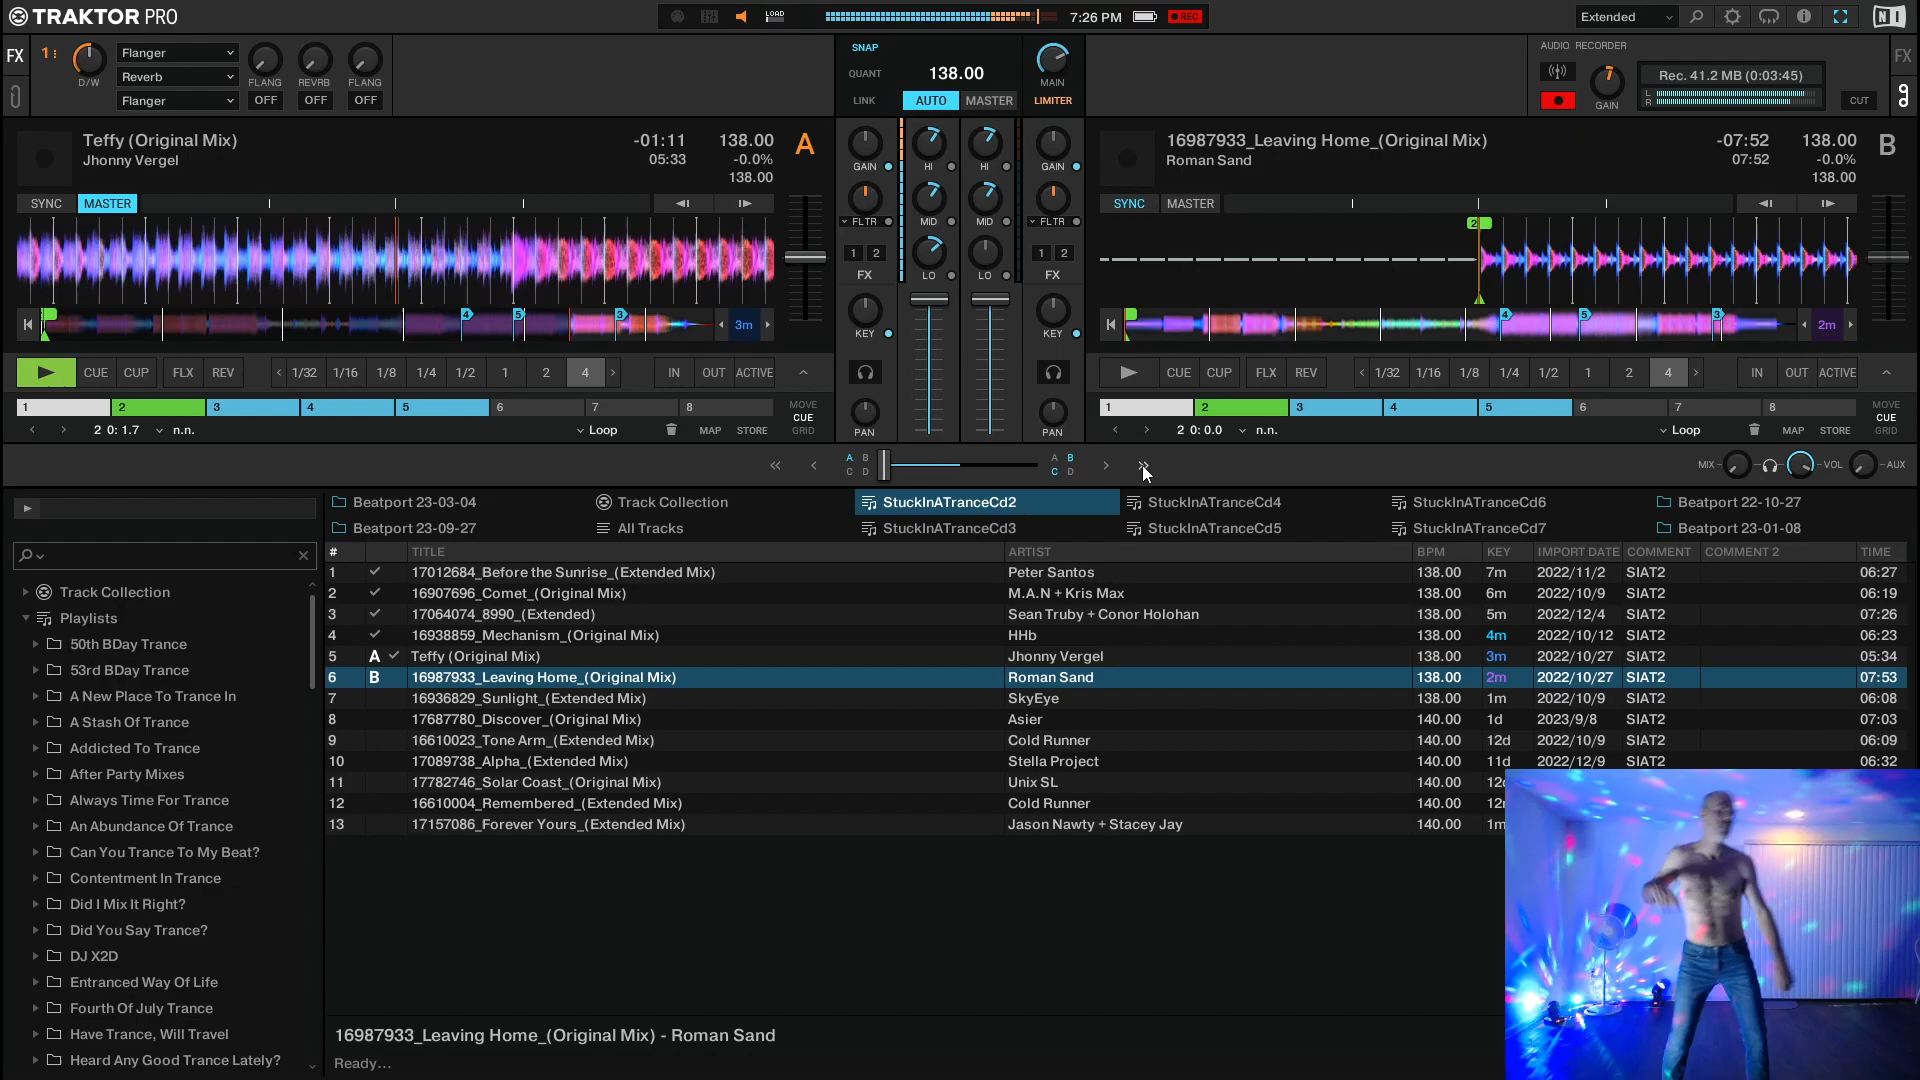 TRAKTOR PRO
LOAD
7:26 PM
REC
Extended
FX
1
D/W
Flanger
Reverb
Flanger
FLANG
REVRB
FLANG
OFF
OFF
OFF
SNAP
QUANT
LINK
138.00
AUTO
MASTER
MAIN
LIMITER
AUDIO RECORDER
GAIN
Rec. 41.2 MB (0:03:45)
L
R
CUT
FX
Teffy (Original Mix)
Jhonny Vergel
-01:11
05:33
138.00
-0.0%
138.00
A
SYNC
MASTER
4
5
3
3m
CUE
CUP
FLX
REV
1/32
1/16
1/8
1/4
1/2
1
2
4
IN
OUT
ACTIVE
1
2
3
4
5
6
7
8
MOVE
CUE
GRID
2 0: 1.7
n.n.
Loop
MAP
STORE
GAIN
HI
HI
GAIN
FLTR
MID
MID
FLTR
1
2
1
2
FX
LO
LO
FX
KEY
KEY
PAN
PAN
16987933_Leaving Home_(Original Mix)
Roman Sand
-07:52
07:52
138.00
-0.0%
138.00
B
SYNC
MASTER
2
4
5
3
2m
CUE
CUP
FLX
REV
1/32
1/16
1/8
1/4
1/2
1
2
4
IN
OUT
ACTIVE
1
2
3
4
5
6
7
8
MOVE
CUE
GRID
2 0: 0.0
n.n.
Loop
MAP
STORE
A B
C D
A B
C D
MIX
VOL
AUX
Beatport 23-03-04
Track Collection
StuckInATranceCd2
StuckInATranceCd4
StuckInATranceCd6
Beatport 22-10-27
Beatport 23-09-27
All Tracks
StuckInATranceCd3
StuckInATranceCd5
StuckInATranceCd7
Beatport 23-01-08
Track Collection
Playlists
50th BDay Trance
53rd BDay Trance
A New Place To Trance In
A Stash Of Trance
Addicted To Trance
After Party Mixes
Always Time For Trance
An Abundance Of Trance
Can You Trance To My Beat?
Contentment In Trance
Did I Mix It Right?
Did You Say Trance?
DJ X2D
Entranced Way Of Life
Fourth Of July Trance
Have Trance, Will Travel
Heard Any Good Trance Lately?
# TITLE ARTIST BPM KEY IMPORT DATE COMMENT COMMENT 2 TIME
1 17012684_Before the Sunrise_(Extended Mix) Peter Santos 138.00 7m 2022/11/2 SIAT2 06:27
2 16907696_Comet_(Original Mix) M.A.N + Kris Max 138.00 6m 2022/10/9 SIAT2 06:19
3 17064074_8990_(Extended) Sean Truby + Conor Holohan 138.00 5m 2022/12/4 SIAT2 07:26
4 16938859_Mechanism_(Original Mix) HHb 138.00 4m 2022/10/12 SIAT2 06:23
5 A Teffy (Original Mix) Jhonny Vergel 138.00 3m 2022/10/27 SIAT2 05:34
6 B 16987933_Leaving Home_(Original Mix) Roman Sand 138.00 2m 2022/10/27 SIAT2 07:53
7 16936829_Sunlight_(Extended Mix) SkyEye 138.00 1m 2022/10/9 SIAT2 06:08
8 17687780_Discover_(Original Mix) Asier 140.00 1d 2023/9/8 SIAT2 07:03
9 16610023_Tone Arm_(Extended Mix) Cold Runner 140.00 12d 2022/10/9 SIAT2 06:09
10 17089738_Alpha_(Extended Mix) Stella Project 140.00 11d 2022/12/9 SIAT2 06:32
11 17782746_Solar Coast_(Original Mix) Unix SL 140.00
12 16610004_Remembered_(Extended Mix) Cold Runner 140.00
13 17157086_Forever Yours_(Extended Mix) Jason Nawty + Stacey Jay 140.00
16987933_Leaving Home_(Original Mix) - Roman Sand
Ready...